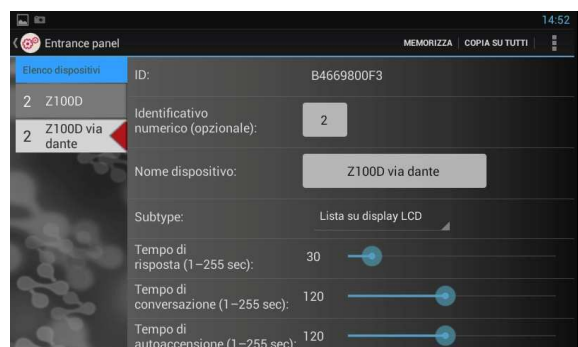 14:52
Entrance panel
MEMORIZZA
COPIA SU TUTTI
Elenco dispositivi
2 Z100D
2 Z100D via
dante
ID:
B4669800F3
Identificativo
numerico (opzionale):
2
Nome dispositivo:
Z100D via dante
Subtype:
Lista su display LCD
Tempo di
risposta (1–255 sec):
30
Tempo di
conversazione (1–255 sec):
120
Tempo di
autoaccensione (1–255 sec):
120